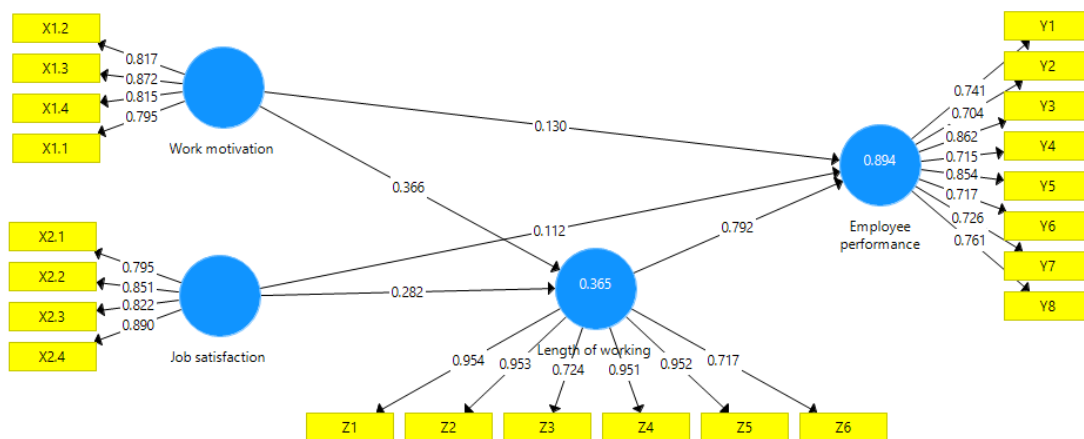 X1.2
X1.3
X1.4
X1.1
0.817
0.872
0.815
0.795
Work motivation
X2.1
X2.2
X2.3
X2.4
0.795
0.851
0.822
0.890
Job satisfaction
0.130
0.366
0.112
0.282
0.792
0.365
Length of working
0.954
0.953
0.724
0.951
0.952
0.717
Z1
Z2
Z3
Z4
Z5
Z6
0.894
Employee
performance
0.741
0.704
0.862
0.715
0.854
0.717
0.726
0.761
Y1
Y2
Y3
Y4
Y5
Y6
Y7
Y8